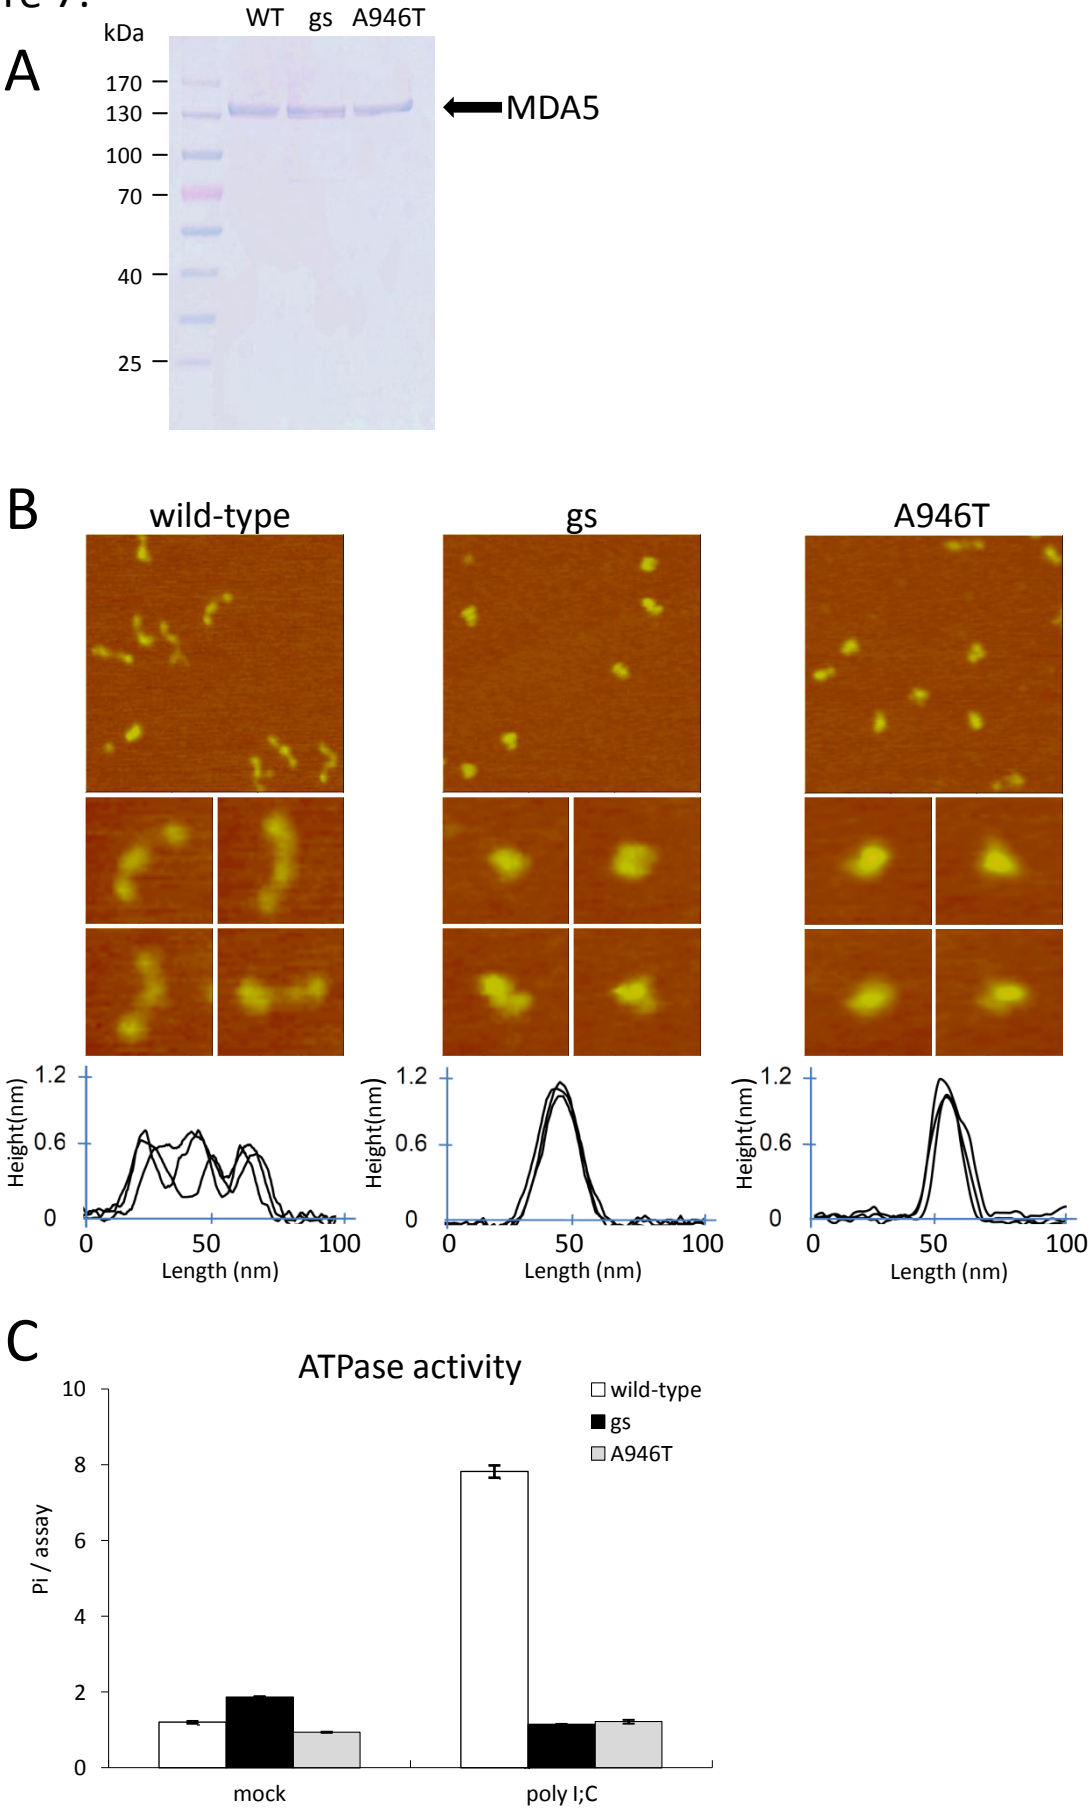 WT gs A946T
kDa
A
170
130
MDA5
100
70
40
25
B
wild-type gs A946T
1.2 1.2 1.2
Height(nm) Height(nm) Height(nm)
0.6 0.6 0.6
0 0 0
0 50 100 0 50 100 0 50 100
Length (nm) Length (nm) Length (nm)
C
ATPase activity
10
wild-type
gs
A946T
8
6
Pi / assay
4
2
0
mock poly I;C